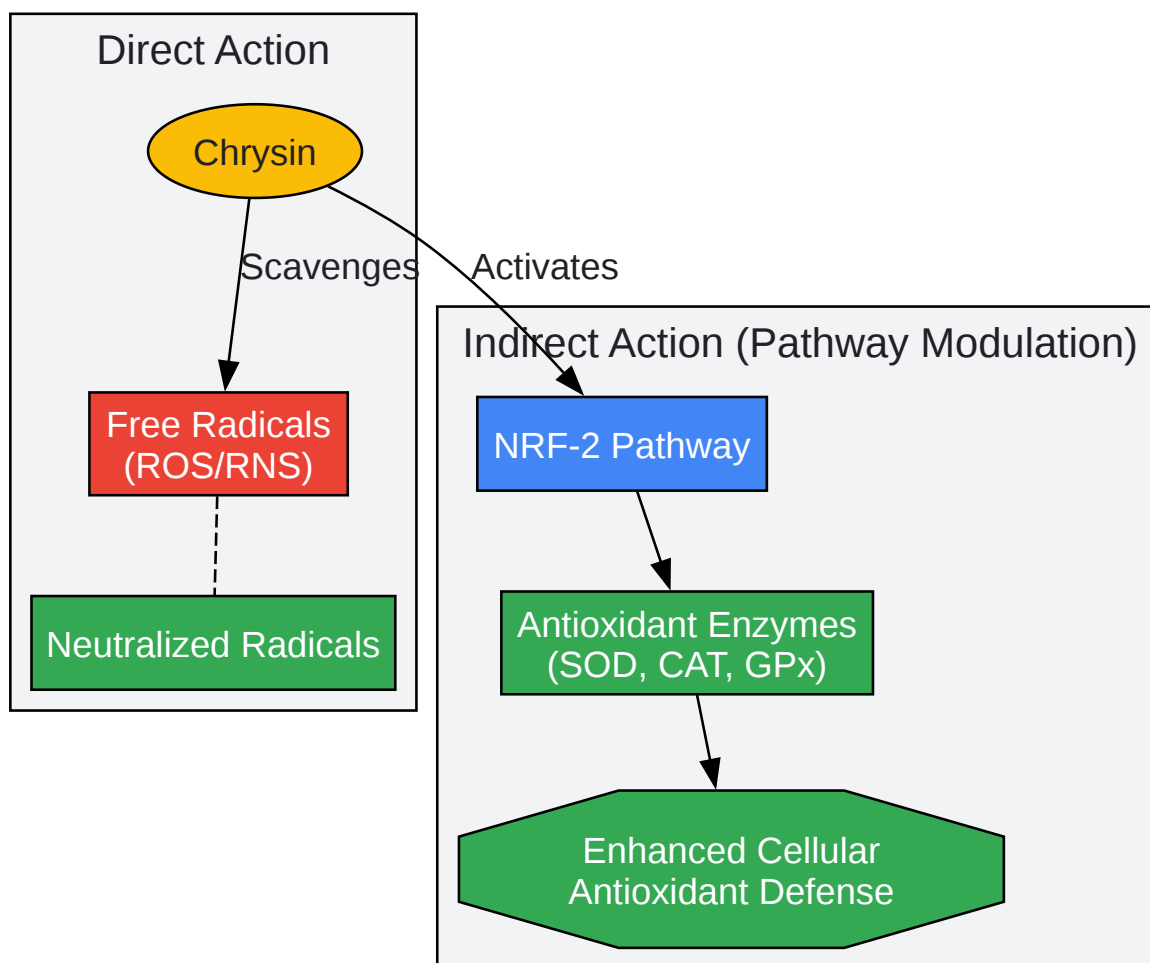 Direct Action
Chrysin
Scavenges
Activates
Free Radicals
(ROS/RNS)
Neutralized Radicals
Indirect Action (Pathway Modulation)
NRF-2 Pathway
Antioxidant Enzymes
(SOD, CAT, GPx)
Enhanced Cellular
Antioxidant Defense